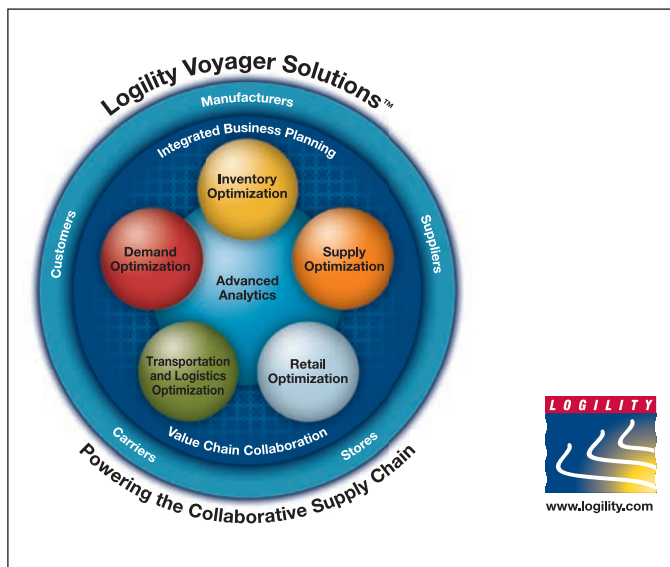 Logility Voyager Solutions™
Manufacturers
Integrated Business Planning
Inventory
Optimization
Customers
Suppliers
Demand
Optimization
Supply
Optimization
Advanced
Analytics
Transportation
and Logistics
Optimization
Retail
Optimization
Value Chain Collaboration
Carriers
Stores
Powering the Collaborative Supply Chain
LOGILITY
www.logility.com